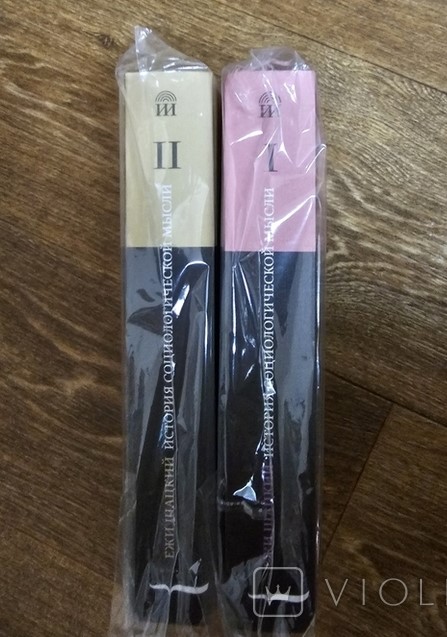 II
ЕЖИ ШАЦКИЙ ИСТОРИЯ СОЦИОЛОГИЧЕСКОЙ МЫСЛИ
I
ИСТОРИЯ СОЦИОЛОГИЧЕСКОЙ МЫСЛИ
VIOL